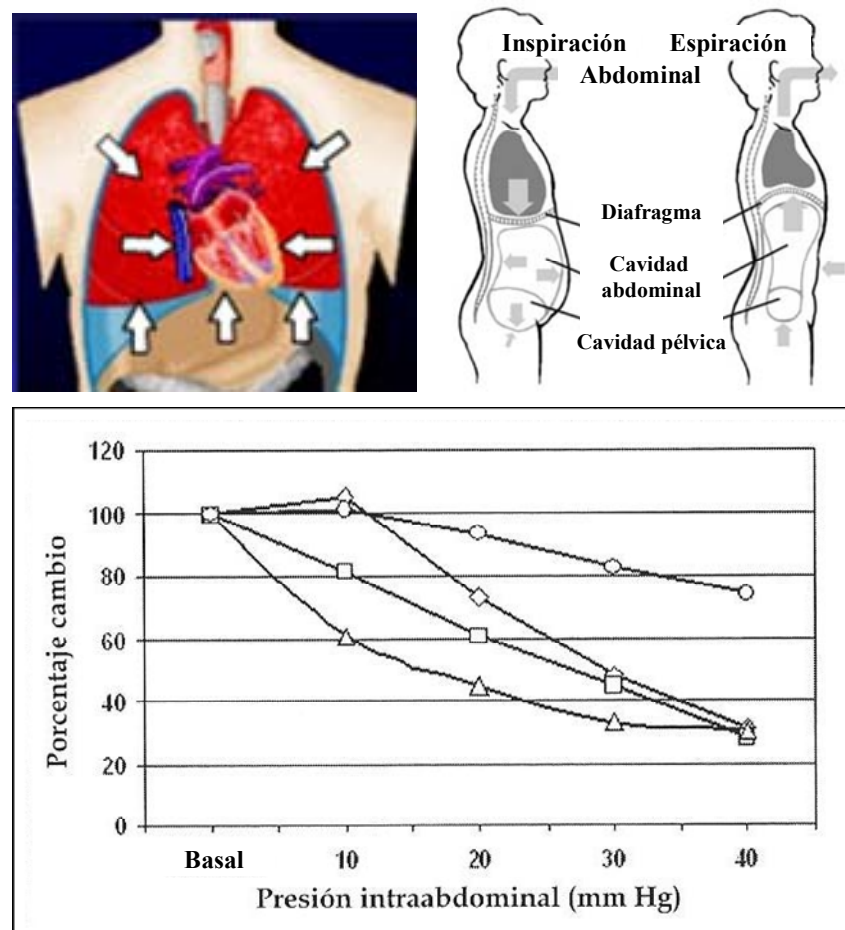 Inspiración Espiración
Abdominal
Diafragma
Cavidad
abdominal
Cavidad pélvica
120
100
80
60
40
20
0
Porcentaje cambio
Basal 10 20 30 40
Presión intraabdominal (mm Hg)